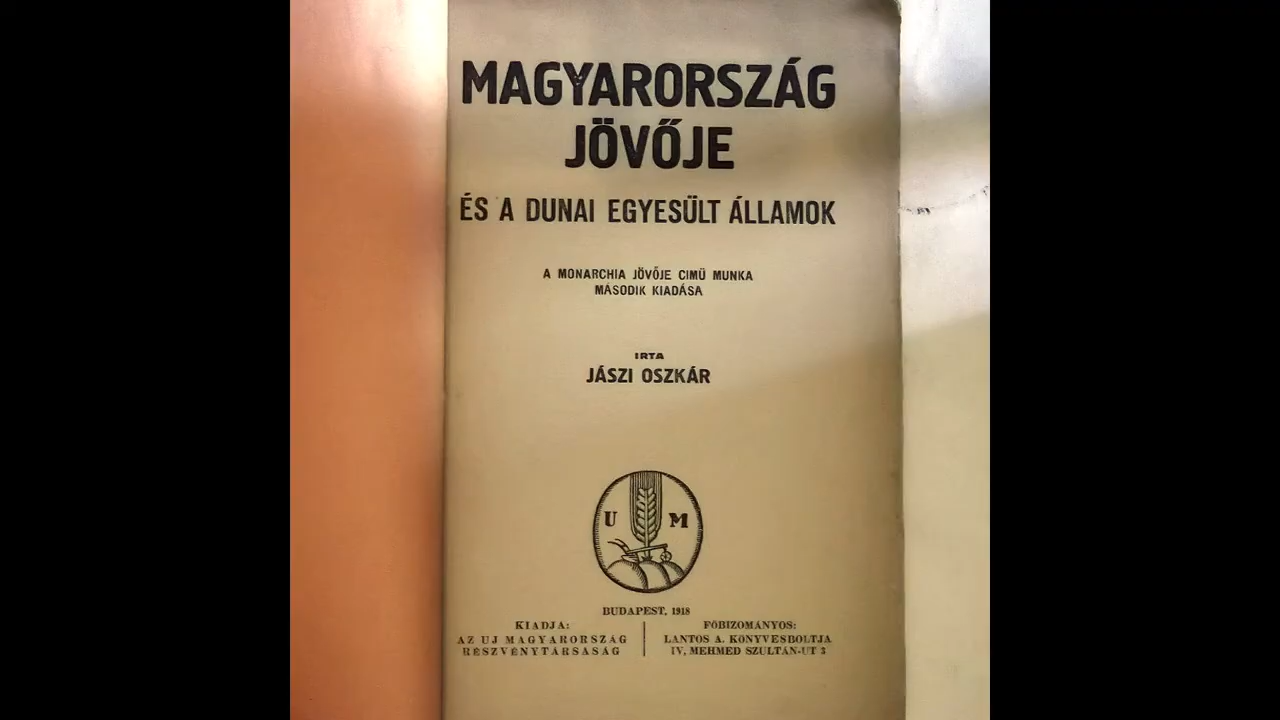 MAGYARORSZÁG
JÖVŐJE
ÉS A DUNAI EGYESÜLT ÁLLAMOK
A MONARCHIA JÖVŐJE CIMÜ MUNKA
MÁSODIK KIADÁSA
IRTA
JÁSZI OSZKÁR
U M
BUDAPEST, 1918
KIADJA:
AZ UJ MAGYARORSZÁG
RÉSZVÉNYTÁRSASÁG
FÖBIZOMÁNYOS:
LANTOS A. KÖNYVESBOLTJA
IV, MEHMED SZULTÁN-UT 3